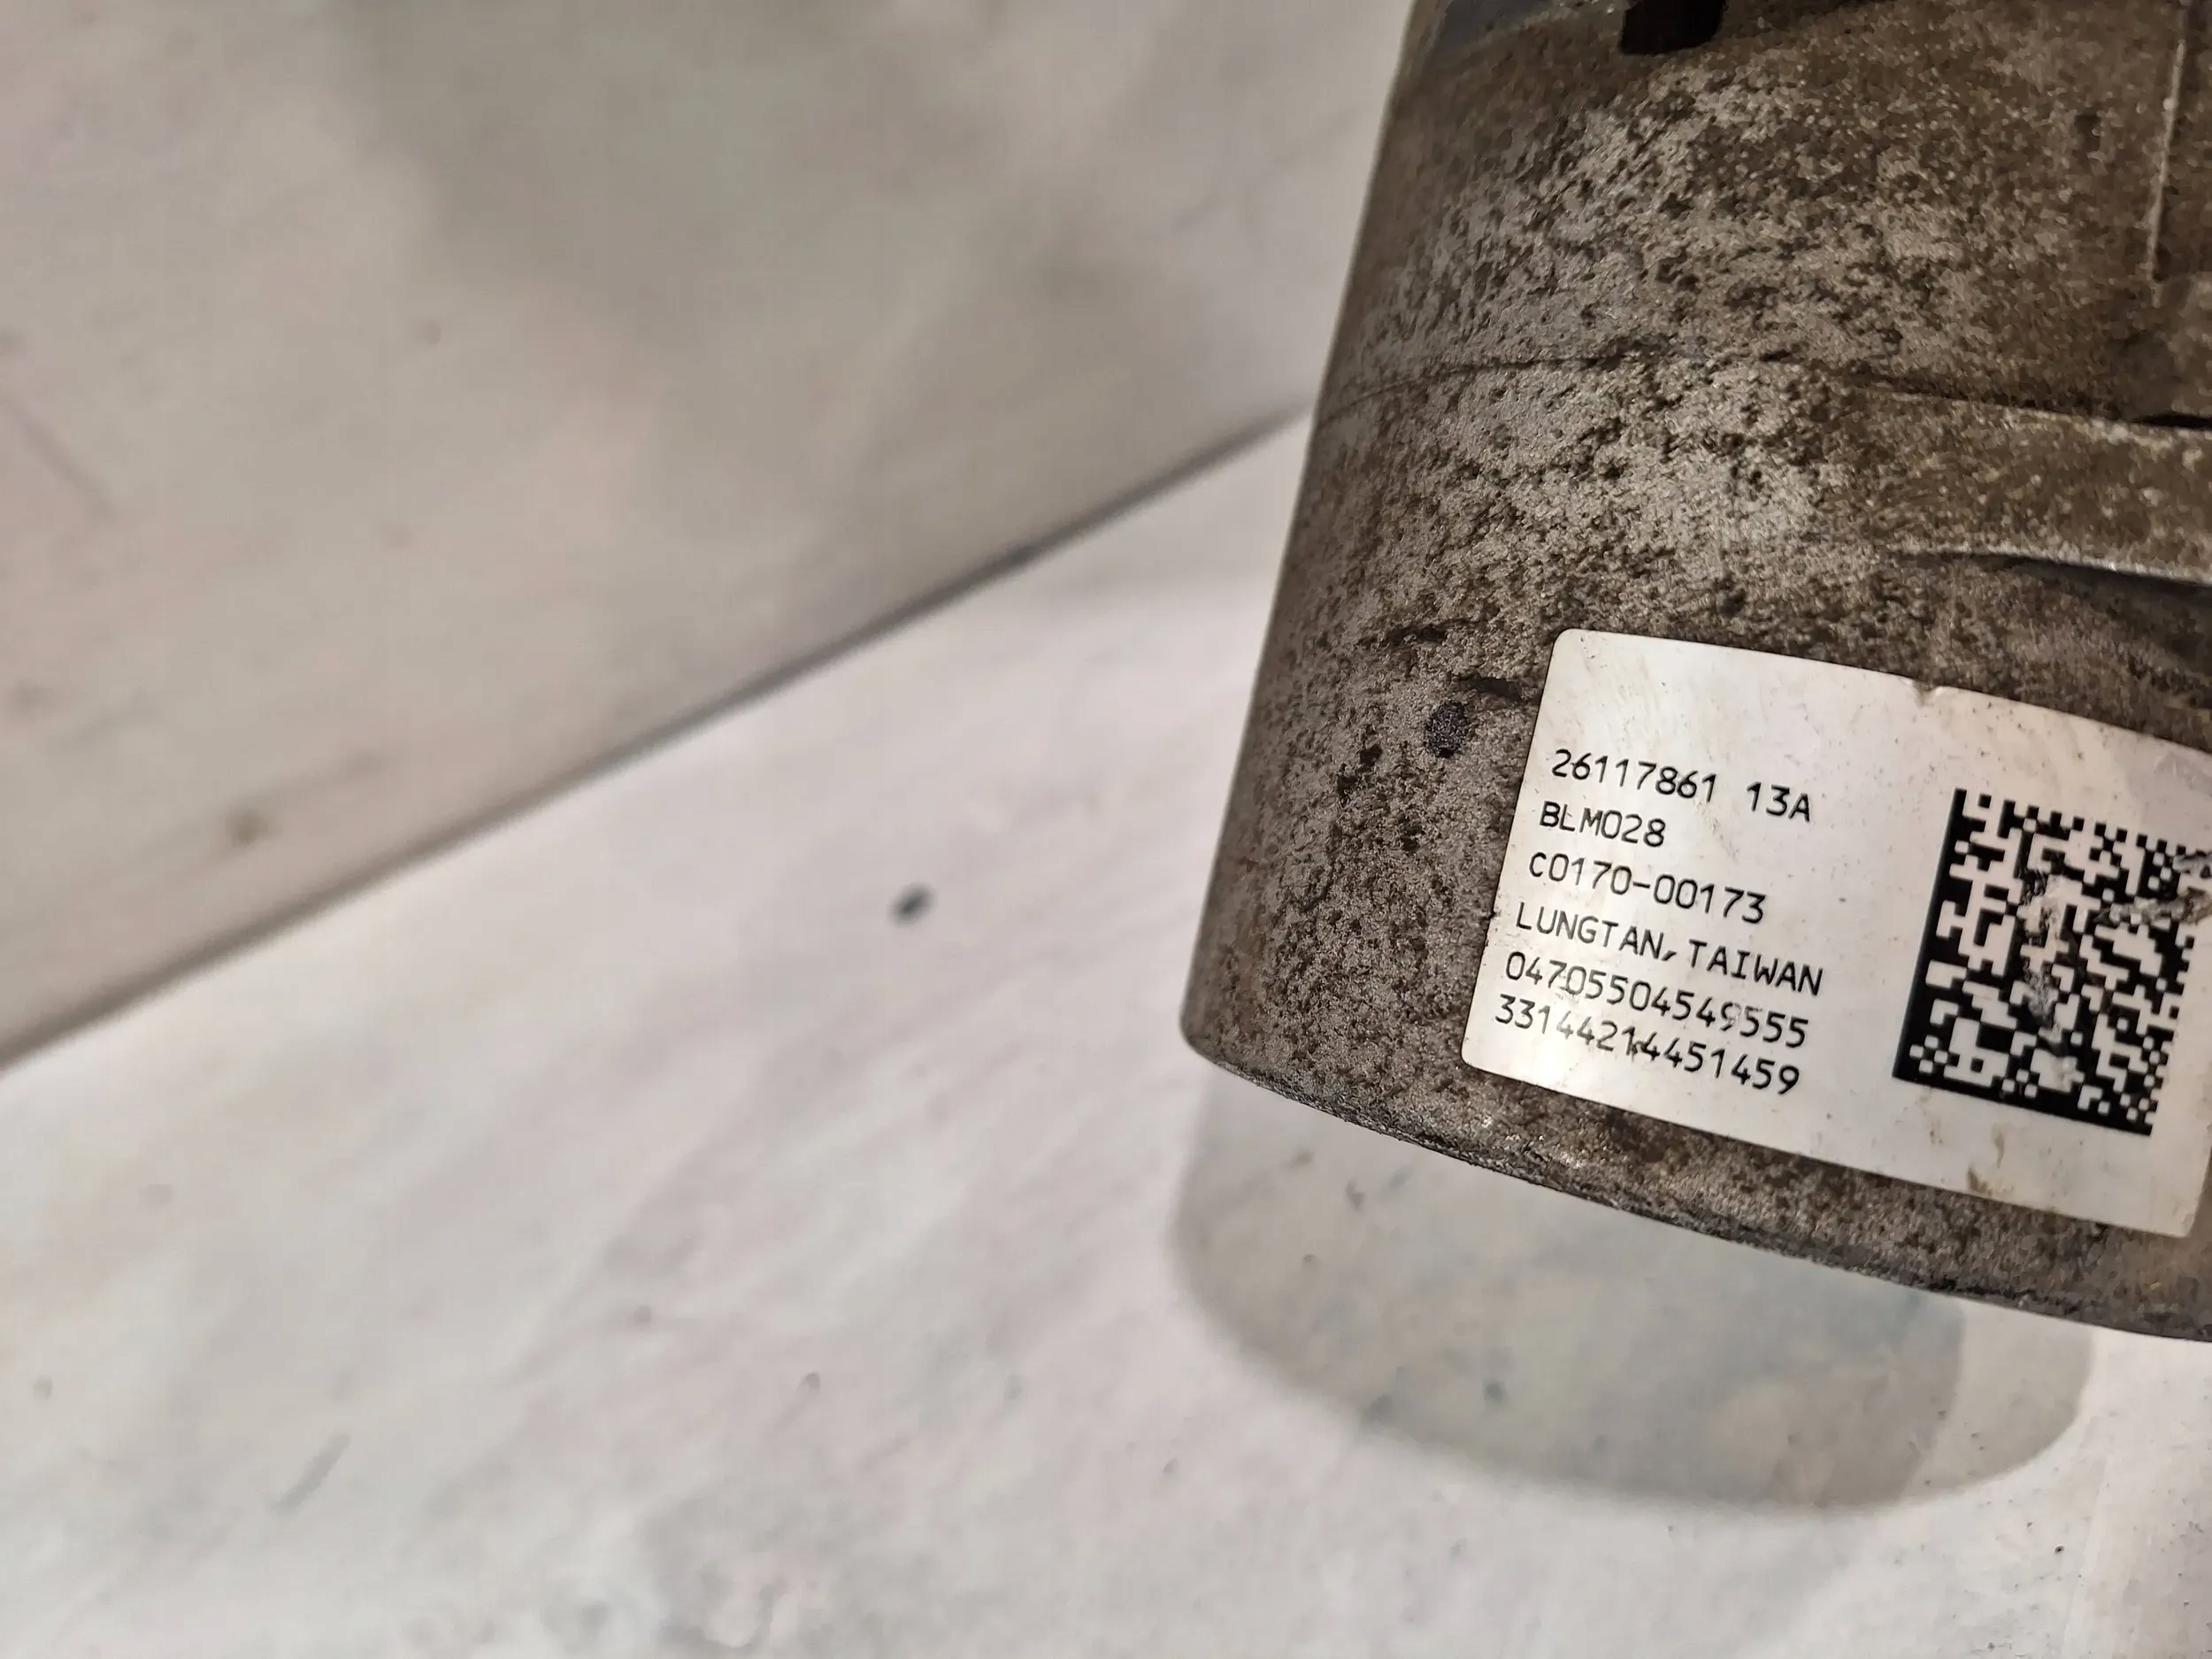 26117861 13A
BLM028
C0170-00173
LUNGTAN, TAIWAN
04705504549555
33144214451459